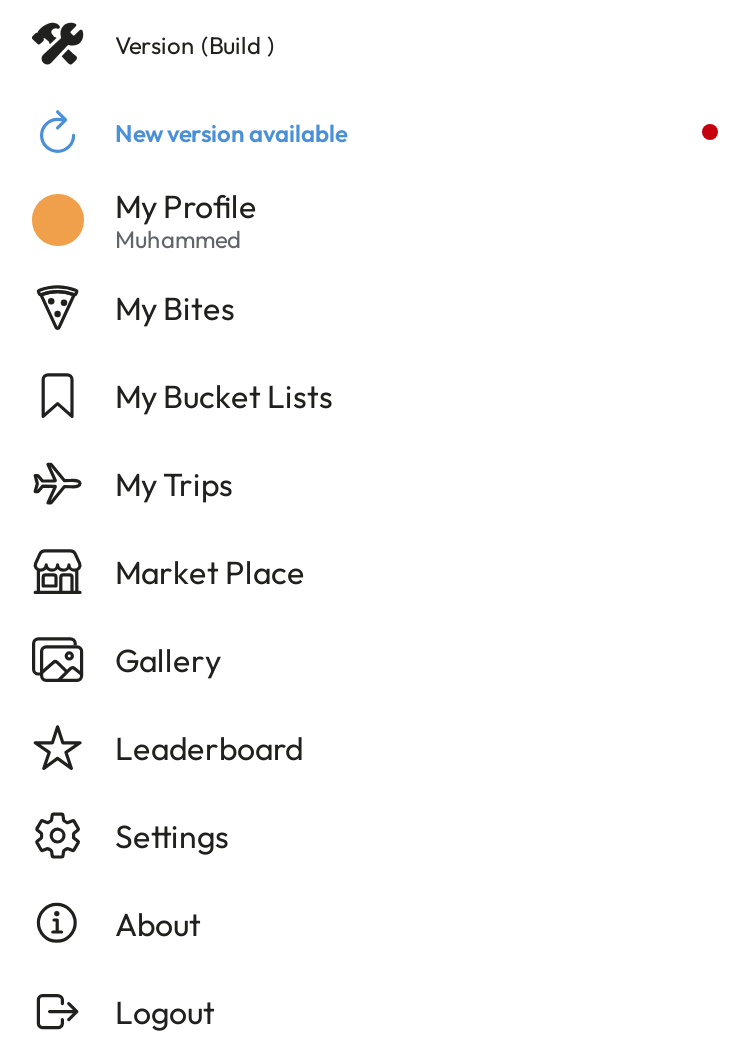 Version (Build )
New version available
My Profile
Muhammed
My Bites
My Bucket Lists
My Trips
Market Place
Gallery
Leaderboard
Settings
About
Logout